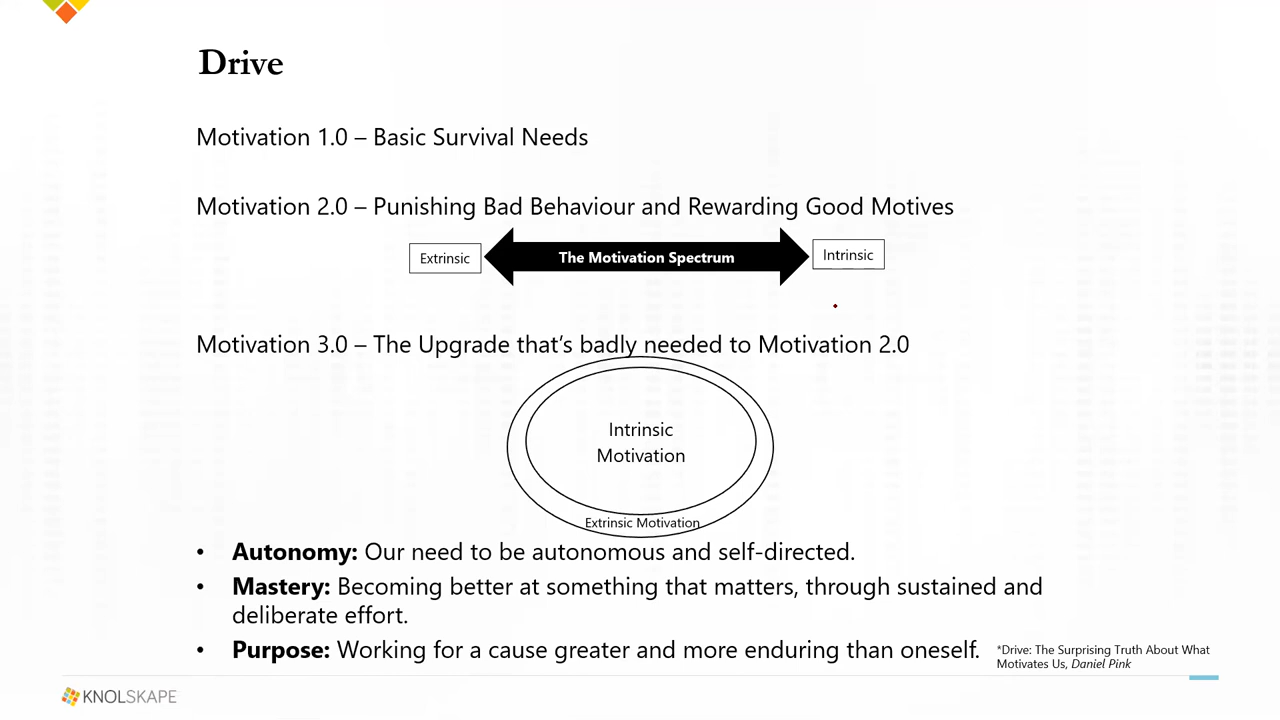 Drive
Motivation 1.0 – Basic Survival Needs
Motivation 2.0 – Punishing Bad Behaviour and Rewarding Good Motives
Extrinsic
The Motivation Spectrum
Intrinsic
Motivation 3.0 – The Upgrade that's badly needed to Motivation 2.0
Intrinsic
Motivation
Extrinsic Motivation
• Autonomy: Our need to be autonomous and self-directed.
• Mastery: Becoming better at something that matters, through sustained and
deliberate effort.
• Purpose: Working for a cause greater and more enduring than oneself.
*Drive: The Surprising Truth About What
Motivates Us, Daniel Pink
KNOLSKAPE